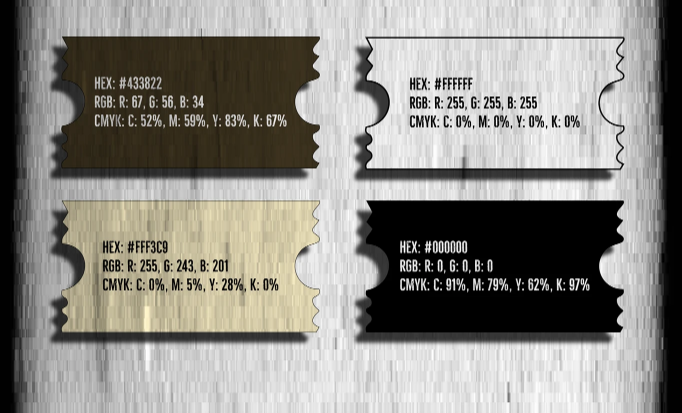 HEX: #433822
RGB: R: 67, G: 56, B: 34
CMYK: C: 52%, M: 59%, Y: 83%, K: 67%
HEX: #FFFFFF
RGB: R: 255, G: 255, B: 255
CMYK: C: 0%, M: 0%, Y: 0%, K: 0%
HEX: #FFF3C9
RGB: R: 255, G: 243, B: 201
CMYK: C: 0%, M: 5%, Y: 28%, K: 0%
HEX: #000000
RGB: R: 0, G: 0, B: 0
CMYK: C: 91%, M: 79%, Y: 62%, K: 97%